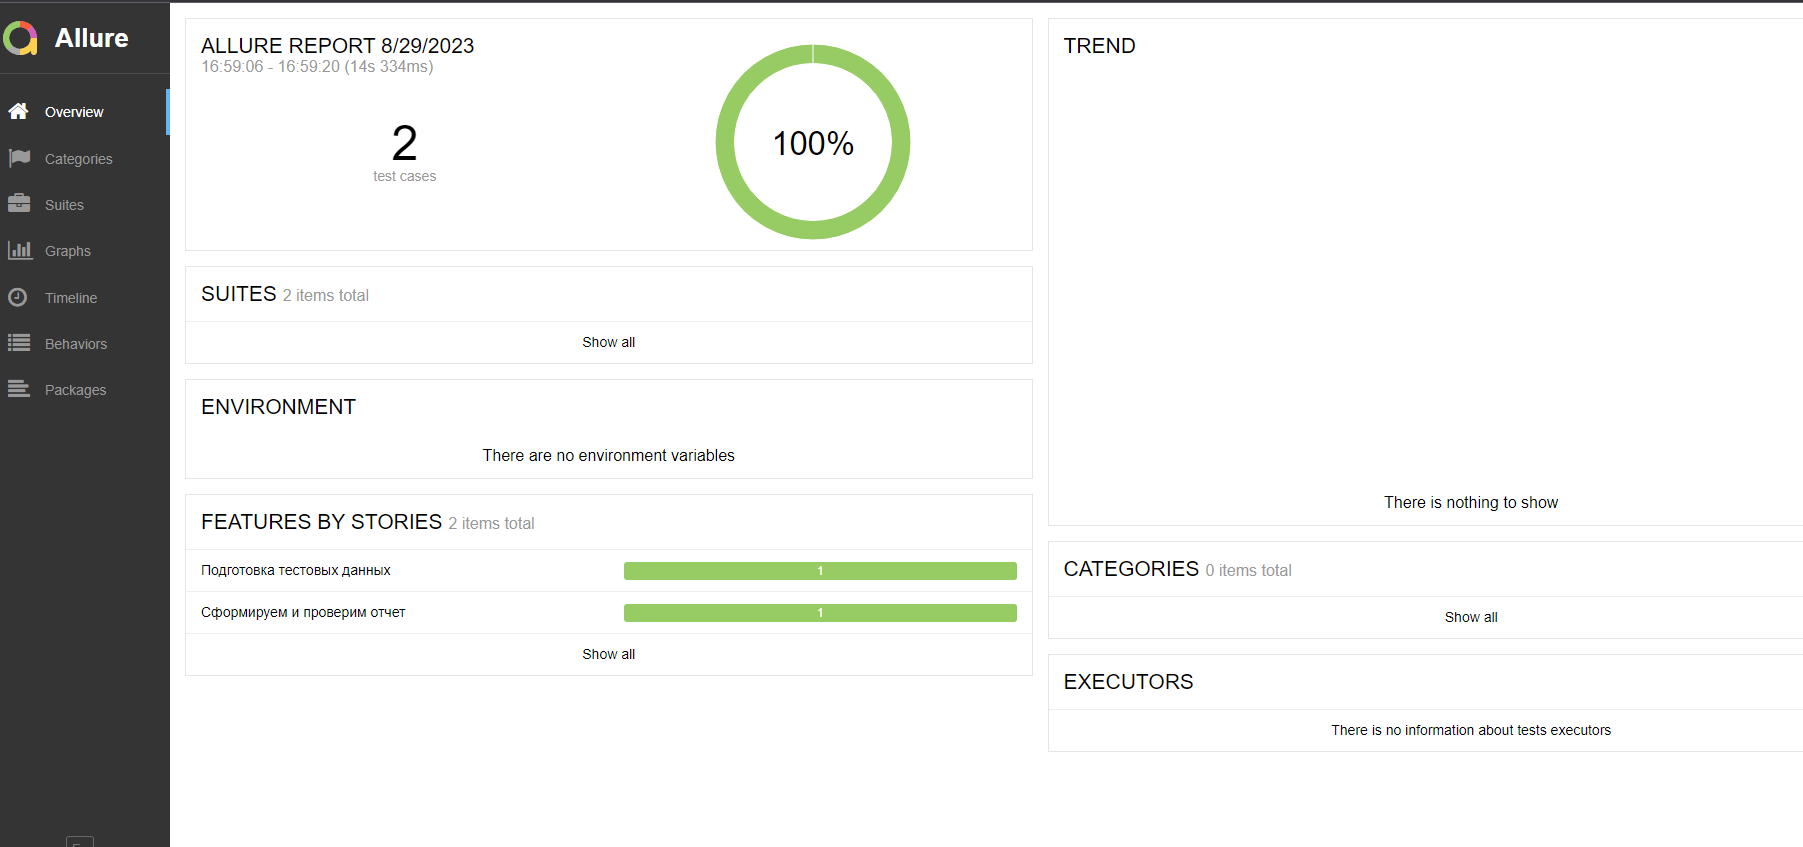 Allure
Overview
Categories
Suites
Graphs
Timeline
Behaviors
Packages
ALLURE REPORT 8/29/2023
16:59:06 - 16:59:20 (14s 334ms)
2
test cases
100%
SUITES 2 items total
Show all
ENVIRONMENT
There are no environment variables
FEATURES BY STORIES 2 items total
Подготовка тестовых данных 1
Сформируем и проверим отчет 1
Show all
TREND
There is nothing to show
CATEGORIES 0 items total
Show all
EXECUTORS
There is no information about tests executors